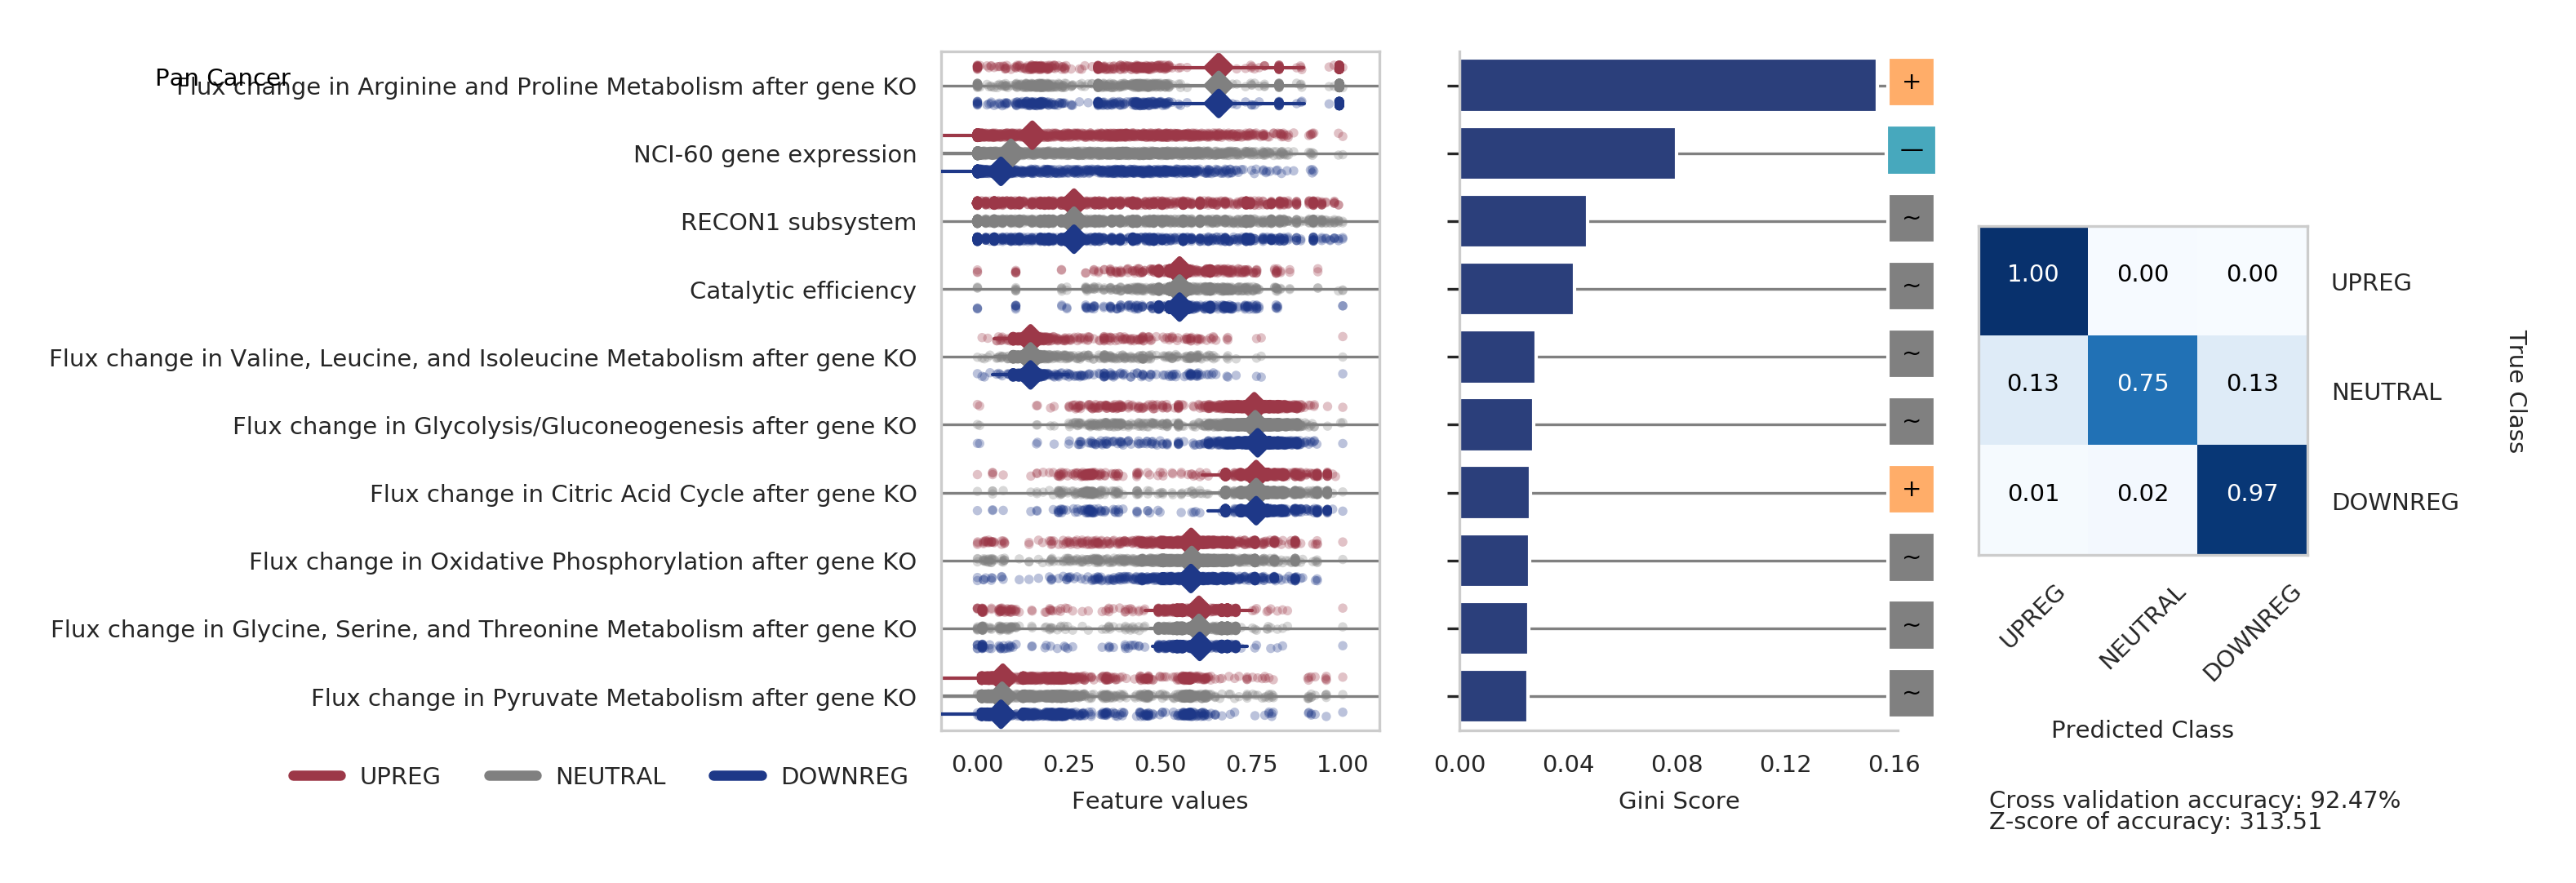 Pan Cancer
Flux change in Arginine and Proline Metabolism after gene KO
NCI-60 gene expression
RECON1 subsystem
Catalytic efficiency
Flux change in Valine, Leucine, and Isoleucine Metabolism after gene KO
Flux change in Glycolysis/Gluconeogenesis after gene KO
Flux change in Citric Acid Cycle after gene KO
Flux change in Oxidative Phosphorylation after gene KO
Flux change in Glycine, Serine, and Threonine Metabolism after gene KO
Flux change in Pyruvate Metabolism after gene KO
UPREG NEUTRAL DOWNREG
0.00 0.25 0.50 0.75 1.00
Feature values
+
—
~
~
~
~
+
~
~
~
0.00 0.04 0.08 0.12 0.16
Gini Score
1.00 0.00 0.00 UPREG
0.13 0.75 0.13 NEUTRAL
0.01 0.02 0.97 DOWNREG
True Class
UPREG NEUTRAL DOWNREG
Predicted Class
Cross validation accuracy: 92.47%
Z-score of accuracy: 313.51